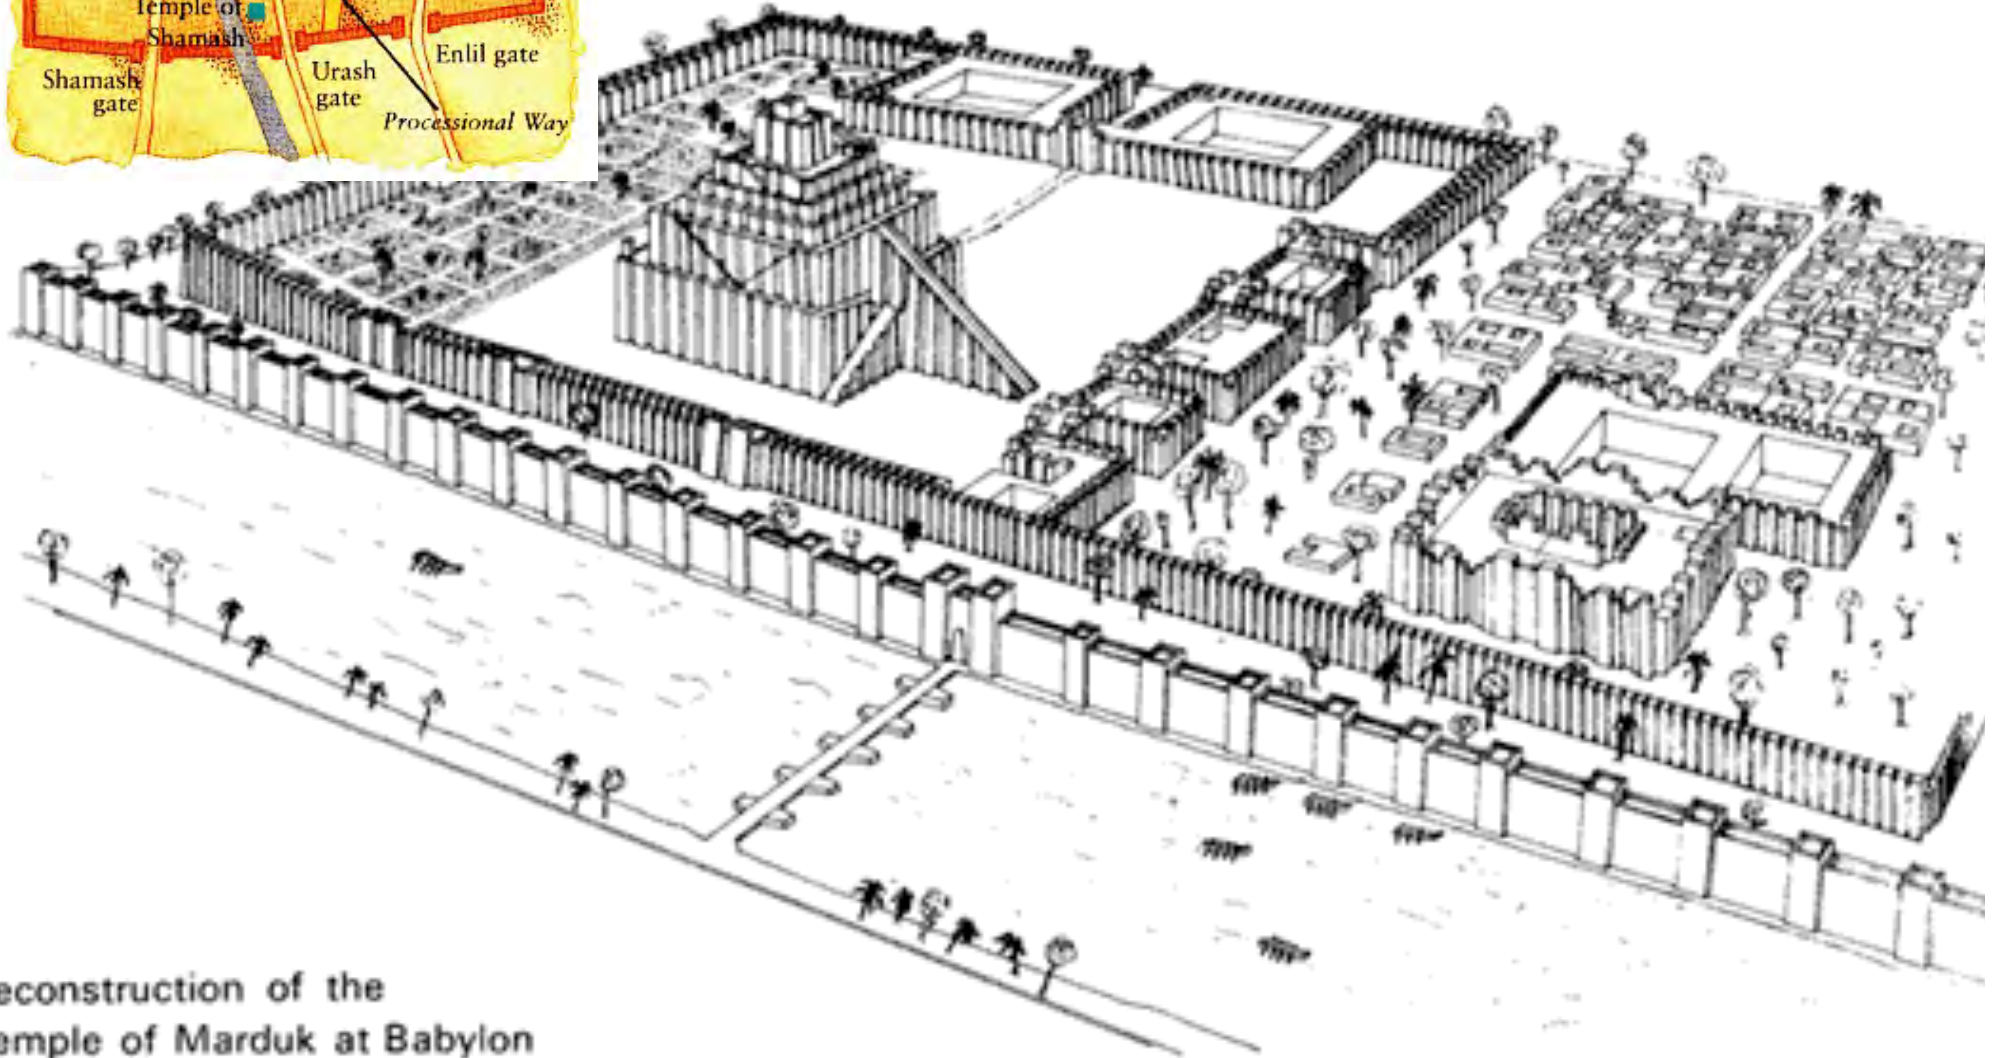 Temple of
Shamash
Shamash
gate
Urash
gate
Enlil gate
Processional Way
econstruction of the
emple of Marduk at Babylon